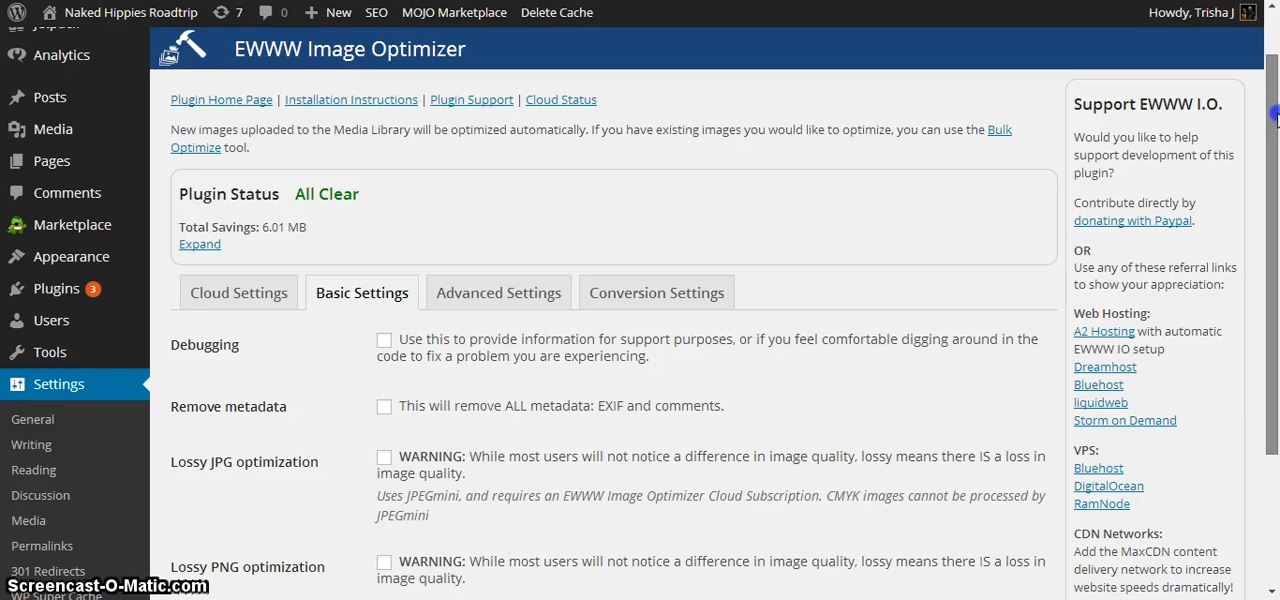 Naked Hippies Roadtrip 7 0 New SEO MOJO Marketplace Delete Cache Howdy, Trisha J
Jetpack
Analytics
Posts
Media
Pages
Comments
Marketplace
Appearance
Plugins 3
Users
Tools
Settings
General
Writing
Reading
Discussion
Media
Permalinks
301 Redirects
WP Super Cache
Screencast-O-Matic.com
EWWW Image Optimizer
Plugin Home Page | Installation Instructions | Plugin Support | Cloud Status
New images uploaded to the Media Library will be optimized automatically. If you have existing images you would like to optimize, you can use the Bulk
Optimize tool.
Plugin Status All Clear
Total Savings: 6.01 MB
Expand
Cloud Settings Basic Settings Advanced Settings Conversion Settings
Debugging
Use this to provide information for support purposes, or if you feel comfortable digging around in the
code to fix a problem you are experiencing.
Remove metadata
This will remove ALL metadata: EXIF and comments.
Lossy JPG optimization
WARNING: While most users will not notice a difference in image quality, lossy means there IS a loss in
image quality.
Uses JPEGmini, and requires an EWWW Image Optimizer Cloud Subscription. CMYK images cannot be processed by
JPEGmini
Lossy PNG optimization
WARNING: While most users will not notice a difference in image quality, lossy means there IS a loss in
image quality.
Support EWWW I.O.
Would you like to help
support development of this
plugin?
Contribute directly by
donating with Paypal.
OR
Use any of these referral links
to show your appreciation:
Web Hosting:
A2 Hosting with automatic
EWWW IO setup
Dreamhost
Bluehost
liquidweb
Storm on Demand
VPS:
Bluehost
DigitalOcean
RamNode
CDN Networks:
Add the MaxCDN content
delivery network to increase
website speeds dramatically!